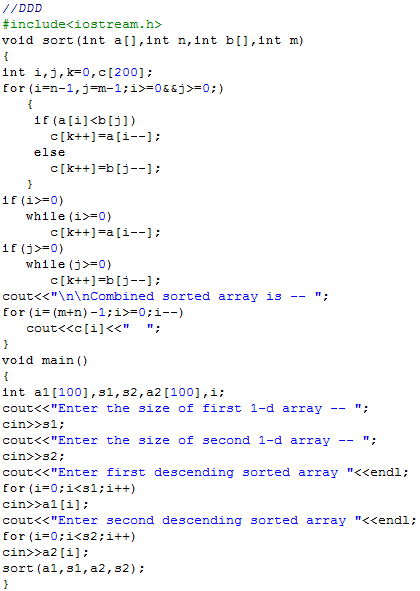 //DDD
#include<iostream.h>
void sort(int a[],int n,int b[],int m)
{
int i,j,k=0,c[200];
for(i=n-1,j=m-1;i>=0&&j>=0;)
{
if(a[i]<b[j])
c[k++]=a[i--];
else
c[k++]=b[j--];
}
if(i>=0)
while(i>=0)
c[k++]=a[i--];
if(j>=0)
while(j>=0)
c[k++]=b[j--];
cout<<"\n\nCombined sorted array is -- ";
for(i=(m+n)-1;i>=0;i--)
cout<<c[i]<<"  ";
}
void main()
{
int a1[100],s1,s2,a2[100],i;
cout<<"Enter the size of first 1-d array -- ";
cin>>s1;
cout<<"Enter the size of second 1-d array -- ";
cin>>s2;
cout<<"Enter first descending sorted array "<<endl;
for(i=0;i<s1;i++)
cin>>a1[i];
cout<<"Enter second descending sorted array "<<endl;
for(i=0;i<s2;i++)
cin>>a2[i];
sort(a1,s1,a2,s2);
}